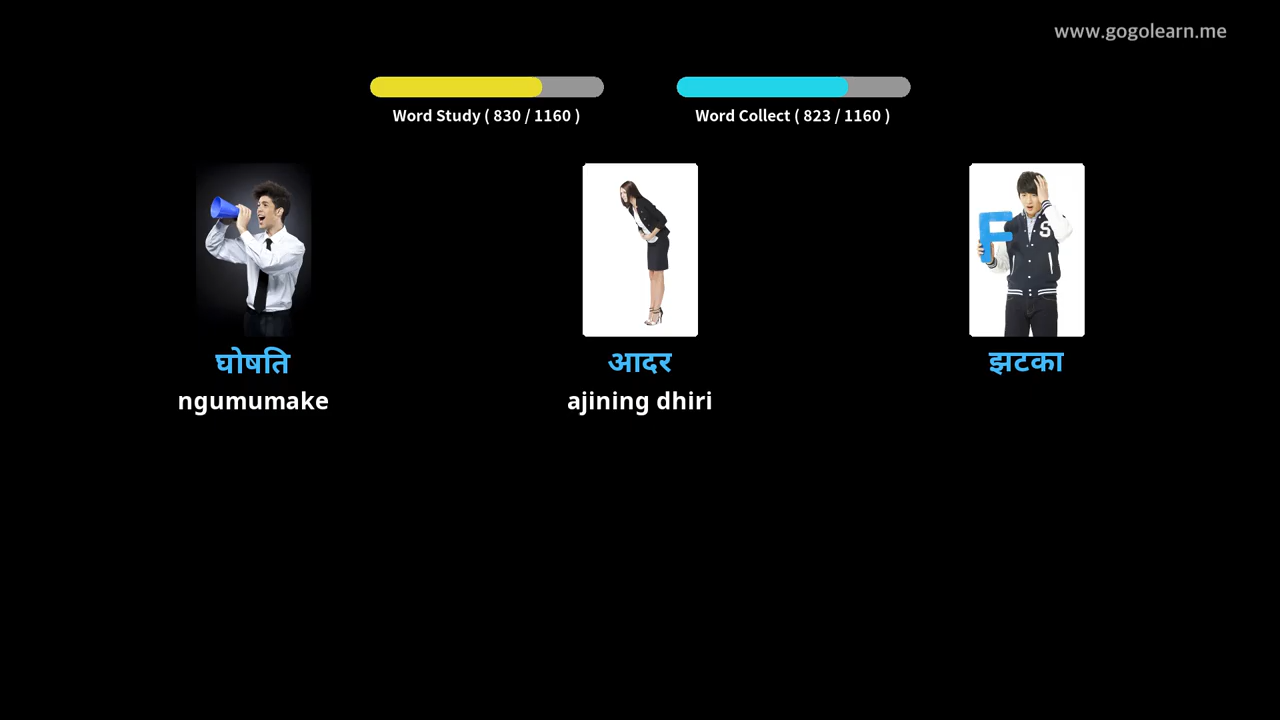 www.gogolearn.me
Word Study ( 830 / 1160 )
Word Collect ( 823 / 1160 )
F
S
घोषति
आदर
झटका
ngumumake
ajining dhiri